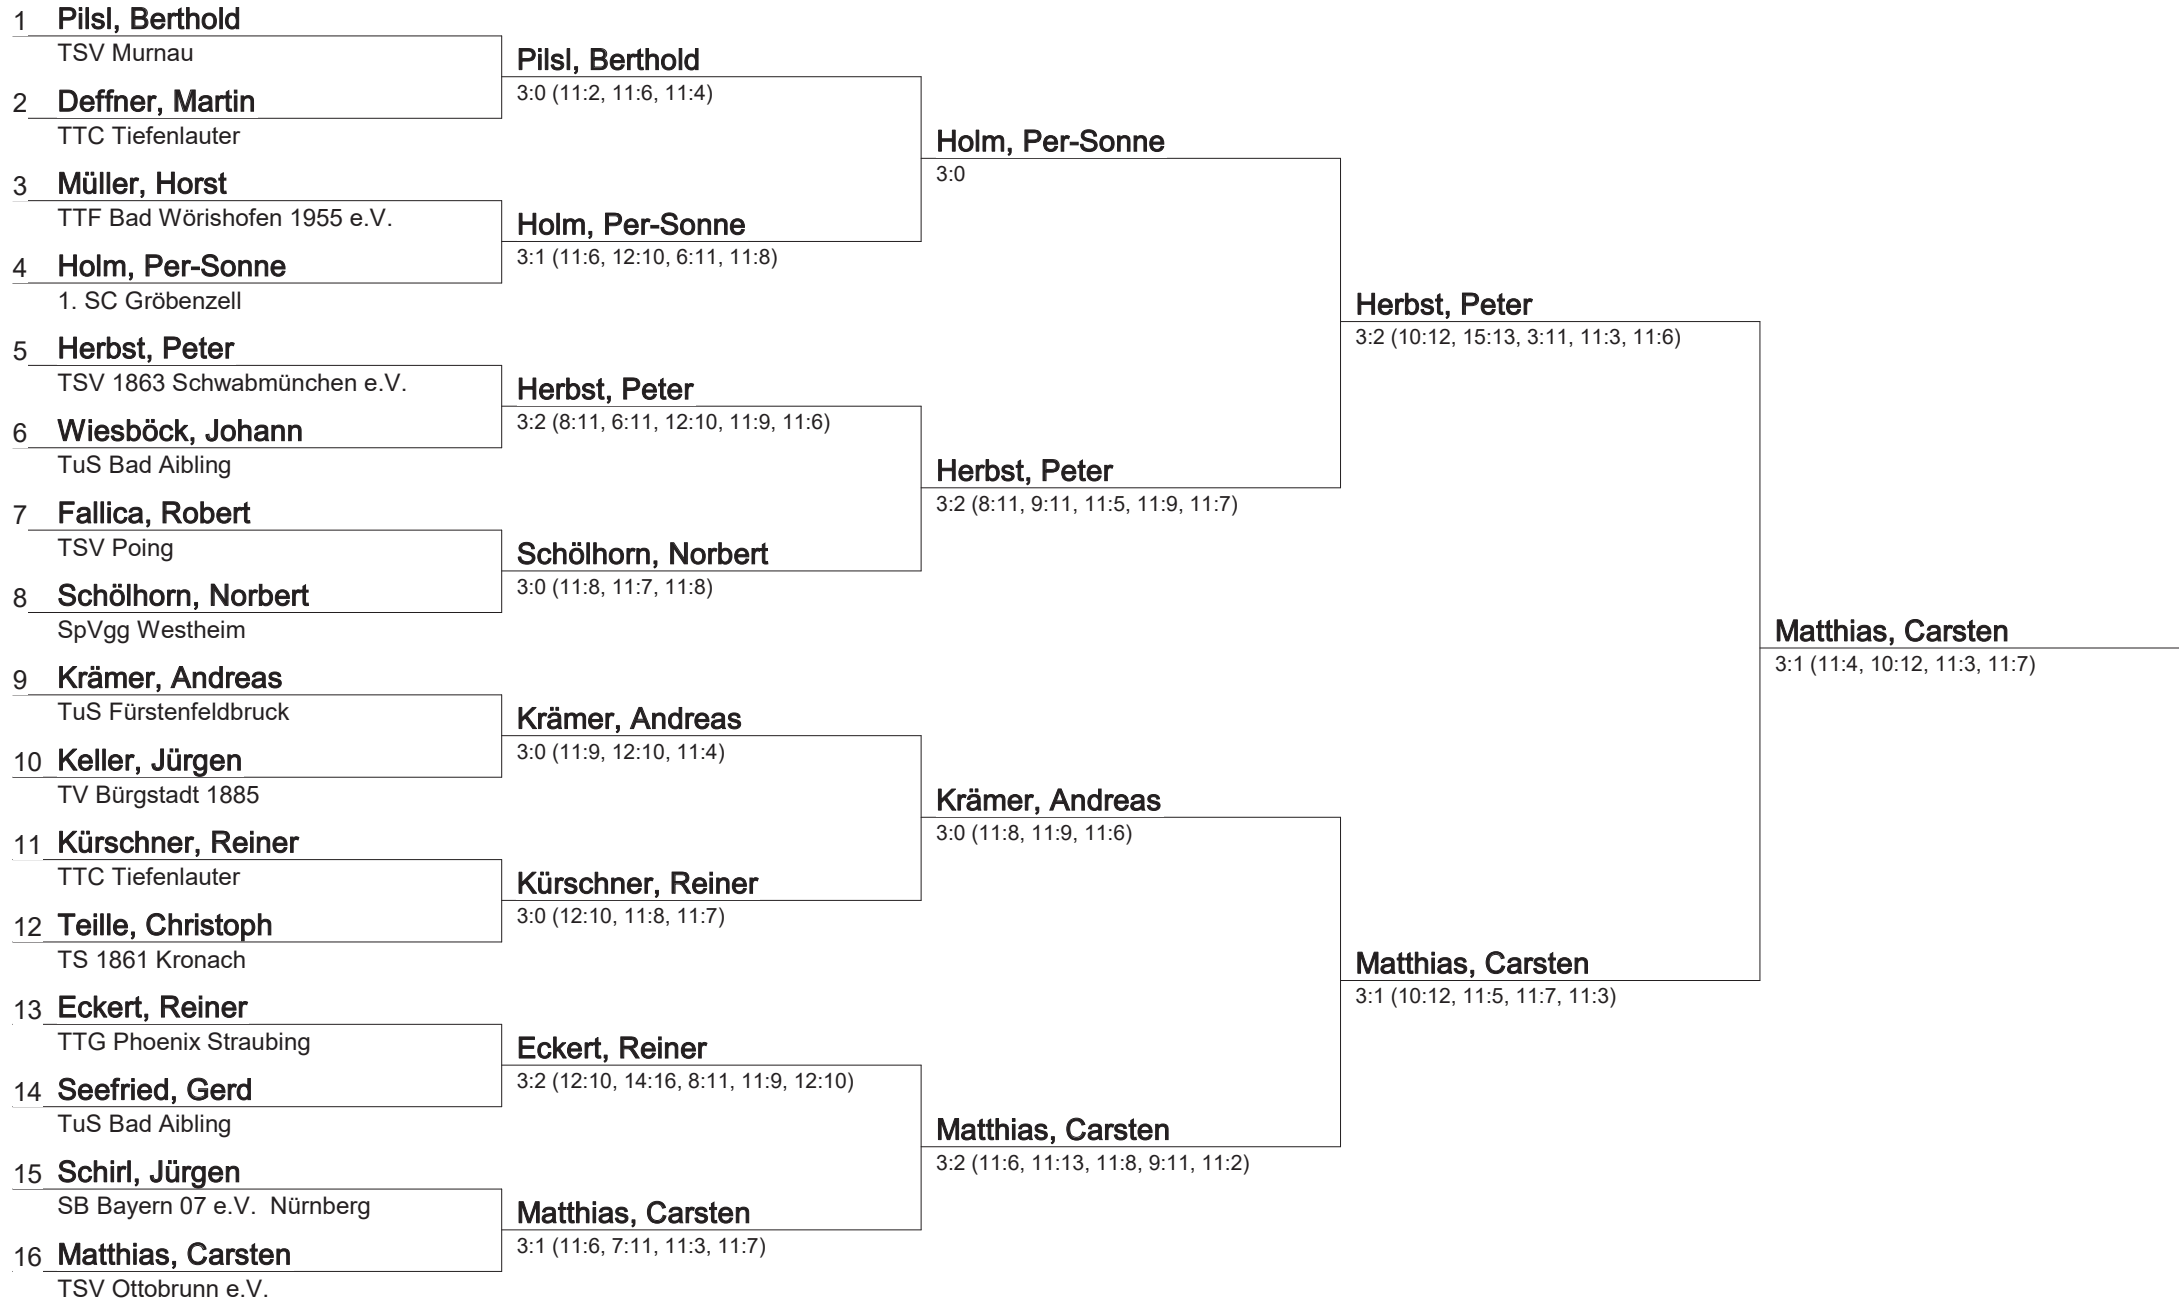 1 Pilsl, Berthold
TSV Murnau
2 Deffner, Martin
TTC Tiefenlauter
3 Müller, Horst
TTF Bad Wörishofen 1955 e.V.
4 Holm, Per-Sonne
1. SC Gröbenzell
5 Herbst, Peter
TSV 1863 Schwabmünchen e.V.
6 Wiesböck, Johann
TuS Bad Aibling
7 Fallica, Robert
TSV Poing
8 Schölhorn, Norbert
SpVgg Westheim
9 Krämer, Andreas
TuS Fürstenfeldbruck
10 Keller, Jürgen
TV Bürgstadt 1885
11 Kürschner, Reiner
TTC Tiefenlauter
12 Teille, Christoph
TS 1861 Kronach
13 Eckert, Reiner
TTG Phoenix Straubing
14 Seefried, Gerd
TuS Bad Aibling
15 Schirl, Jürgen
SB Bayern 07 e.V.  Nürnberg
16 Matthias, Carsten
TSV Ottobrunn e.V.
Pilsl, Berthold
3:0 (11:2, 11:6, 11:4)
Holm, Per-Sonne
3:1 (11:6, 12:10, 6:11, 11:8)
Herbst, Peter
3:2 (8:11, 6:11, 12:10, 11:9, 11:6)
Schölhorn, Norbert
3:0 (11:8, 11:7, 11:8)
Krämer, Andreas
3:0 (11:9, 12:10, 11:4)
Kürschner, Reiner
3:0 (12:10, 11:8, 11:7)
Eckert, Reiner
3:2 (12:10, 14:16, 8:11, 11:9, 12:10)
Matthias, Carsten
3:1 (11:6, 7:11, 11:3, 11:7)
Holm, Per-Sonne
3:0
Herbst, Peter
3:2 (8:11, 9:11, 11:5, 11:9, 11:7)
Krämer, Andreas
3:0 (11:8, 11:9, 11:6)
Matthias, Carsten
3:2 (11:6, 11:13, 11:8, 9:11, 11:2)
Herbst, Peter
3:2 (10:12, 15:13, 3:11, 11:3, 11:6)
Matthias, Carsten
3:1 (10:12, 11:5, 11:7, 11:3)
Matthias, Carsten
3:1 (11:4, 10:12, 11:3, 11:7)